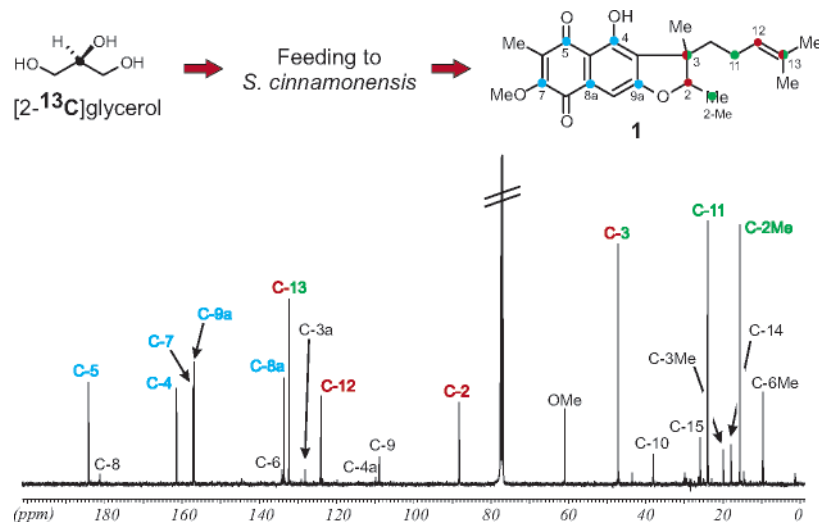 H OH
HO OH
[2-13C]glycerol
Feeding to
S. cinnamonensis
O OH
Me Me
5 4 3 12
11 13 Me
Me
MeO 7 8a 9a O 2 Me
O 2-Me
1
C-11
C-3
C-2Me
C-13
C-9a
C-3a
C-7
C-14
C-5
C-4
C-8a
C-12
C-2
C-3Me
OMe
C-6Me
C-8
C-6
C-9
C-4a
C-15
C-10
(ppm) 180 160 140 120 100 80 60 40 20 0